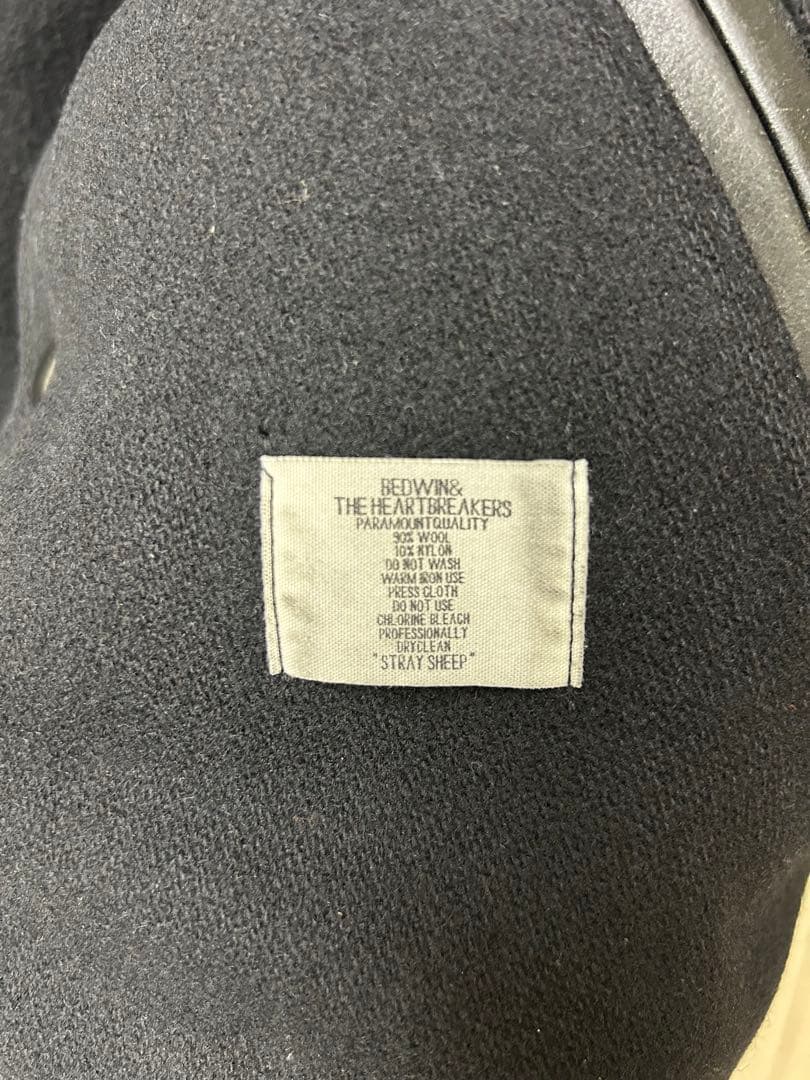 BEDWIN&
THE HEARTBREAKERS
PARAMOUNTQUALITY
90% WOOL
10% NYLON
DO NOT WASH
WARM IRON USE
PRESS CLOTH
DO NOT USE
CHLORINE BLEACH
PROFESSIONALLY
DRYCLEAN
"STRAY SHEEP"